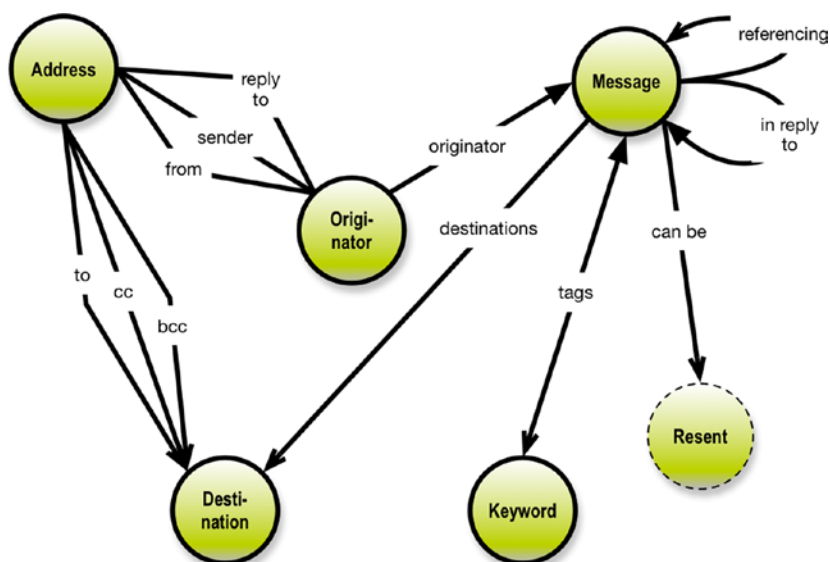 Address
Message
referencing
reply
to
in reply
to
sender
originator
from
Origi-
nator
destinations
can be
to
cc
bcc
tags
Resent
Desti-
nation
Keyword